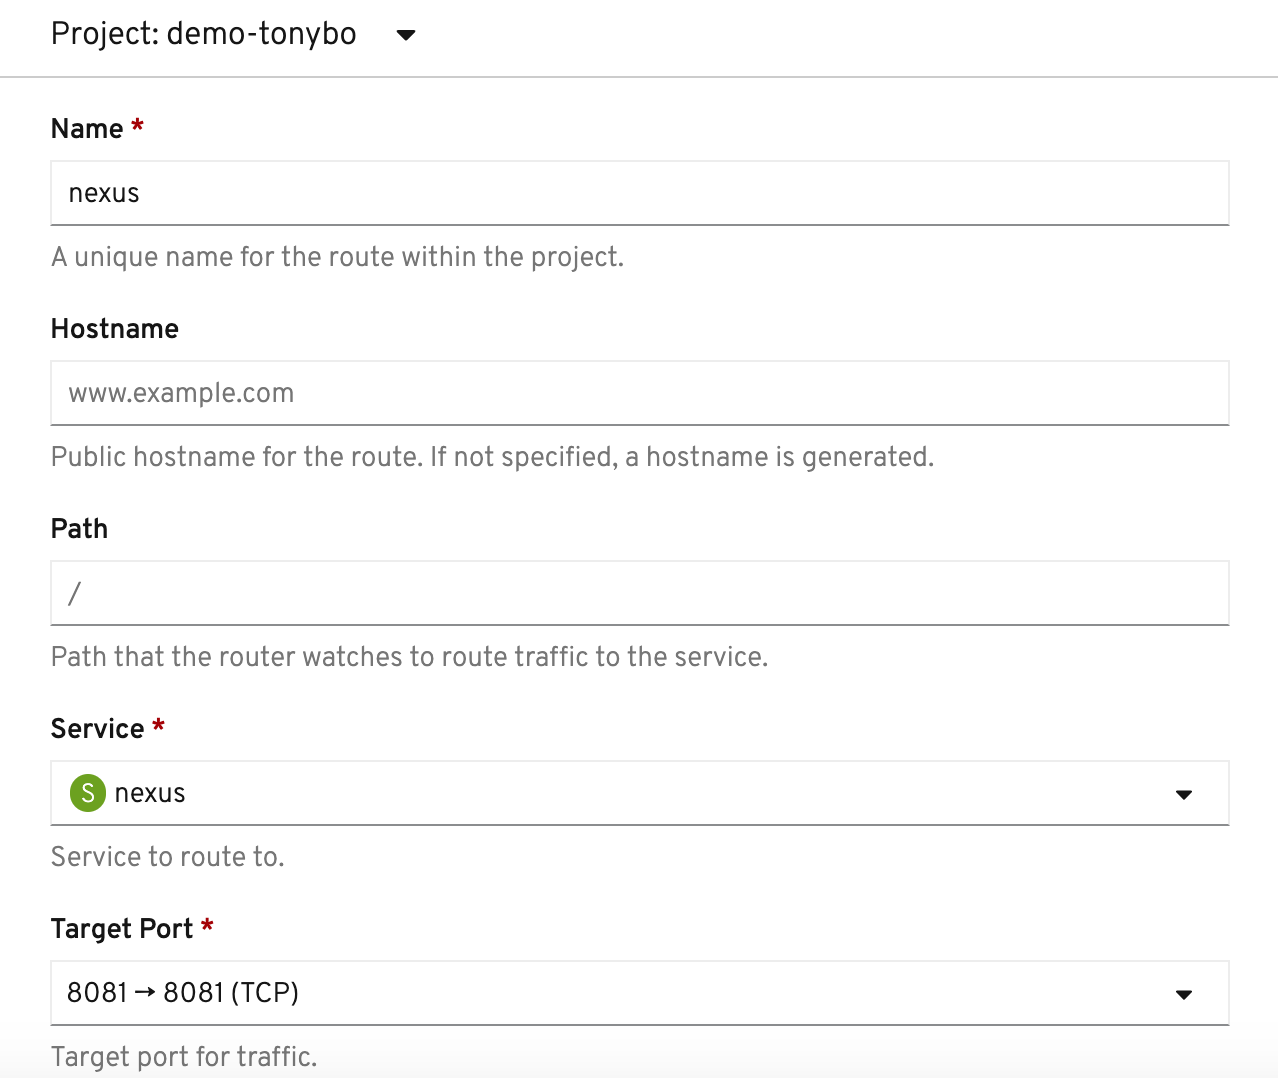 Project: demo-tonybo
Name *
nexus
A unique name for the route within the project.
Hostname
www.example.com
Public hostname for the route. If not specified, a hostname is generated.
Path
/
Path that the router watches to route traffic to the service.
Service *
S nexus
Service to route to.
Target Port *
8081 → 8081 (TCP)
Target port for traffic.